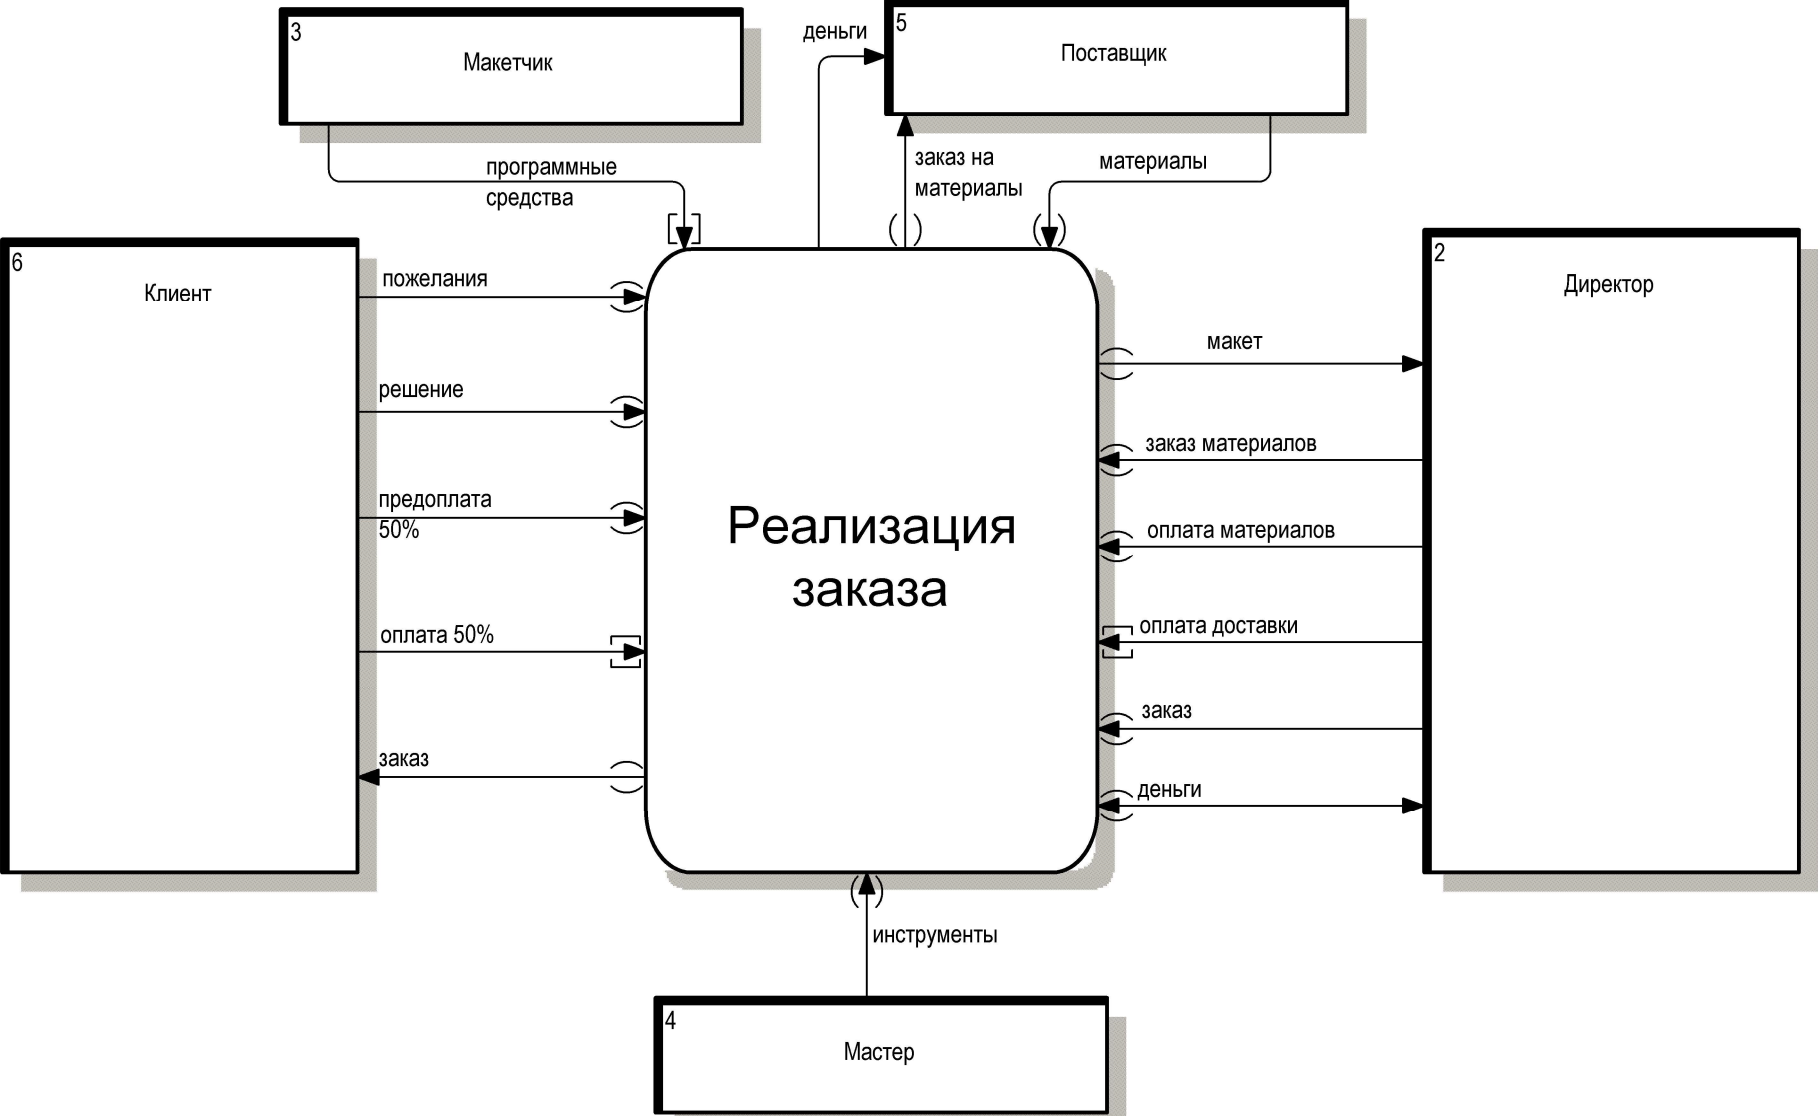 3
Макетчик
деньги
5
Поставщик
программные
средства
заказ на
материалы
материалы
6
Клиент
пожелания
решение
предоплата
50%
оплата 50%
заказ
Реализация
заказа
2
Директор
макет
заказ материалов
оплата материалов
оплата доставки
заказ
деньги
инструменты
4
Мастер